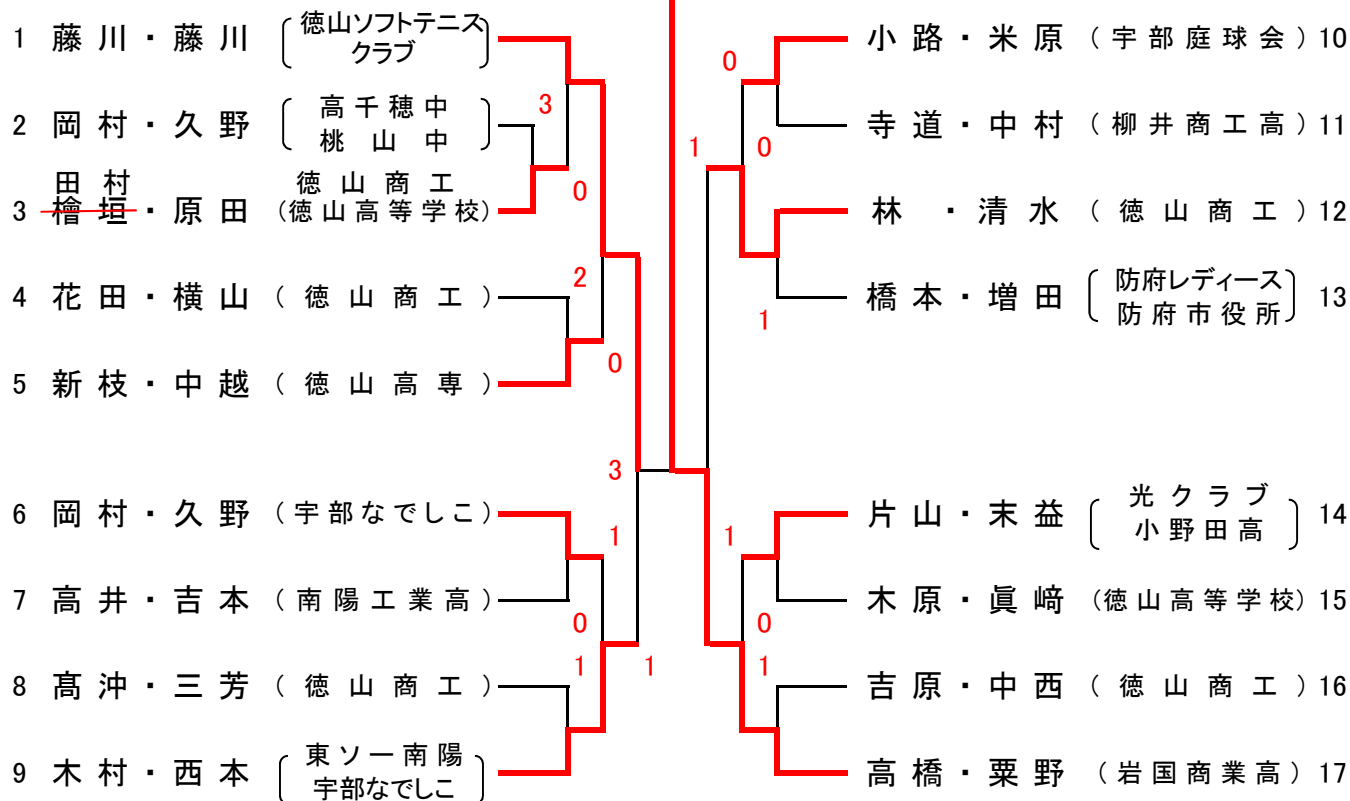 1 藤川・藤川 (徳山ソフトテニスクラブ)
2 岡村・久野 (高千穂中 桃山中)
田村 徳山商工
3 檜垣・原田 (徳山高等学校)
4 花田・横山 (徳山商工)
5 新枝・中越 (徳山高専)
6 岡村・久野 (宇部なでしこ)
7 高井・吉本 (南陽工業高)
8 髙沖・三芳 (徳山商工)
9 木村・西本 (東ソー南陽 宇部なでしこ)
3
0
2
0
3
1
0
1
1
小路・米原 (宇部庭球会) 10
寺道・中村 (柳井商工高) 11
林・清水 (徳山商工) 12
橋本・増田 (防府レディース 防府市役所) 13
片山・末益 (光クラブ 小野田高) 14
木原・眞﨑 (徳山高等学校) 15
吉原・中西 (徳山商工) 16
高橋・粟野 (岩国商業高) 17
0
1
0
1
1
0
1